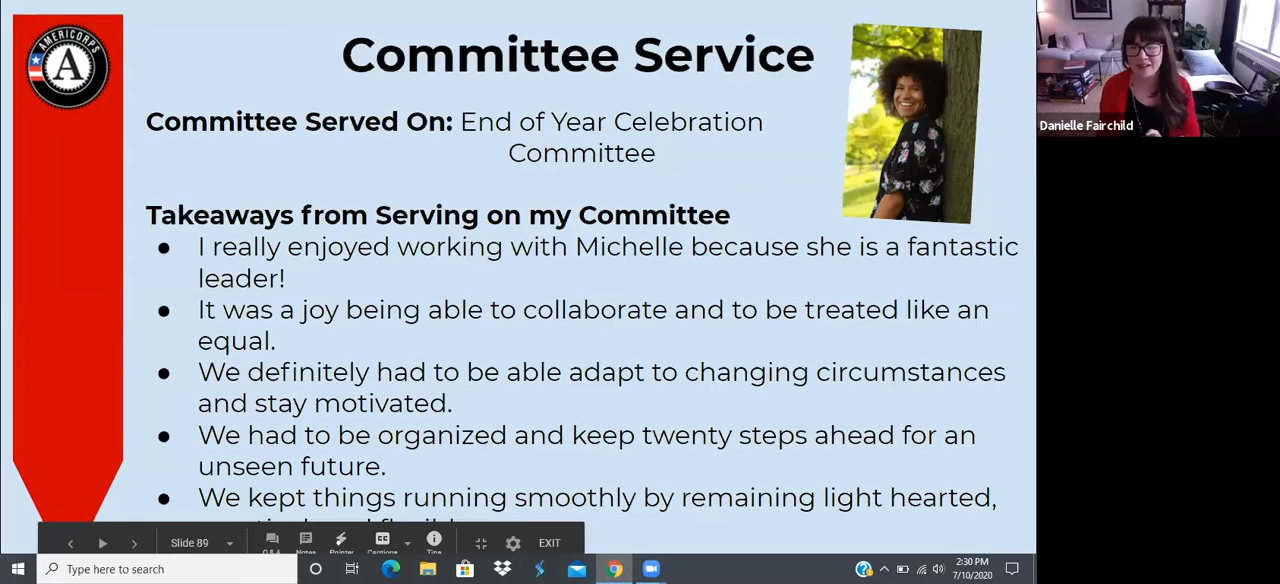 AMERICORPS
A
Committee Service
Committee Served On: End of Year Celebration
Committee
Takeaways from Serving on my Committee
● I really enjoyed working with Michelle because she is a fantastic
leader!
● It was a joy being able to collaborate and to be treated like an
equal.
● We definitely had to be able adapt to changing circumstances
and stay motivated.
● We had to be organized and keep twenty steps ahead for an
unseen future.
● We kept things running smoothly by remaining light hearted,
Danielle Fairchild
Slide 89
EXIT
Type here to search
2:30 PM
7/10/2020